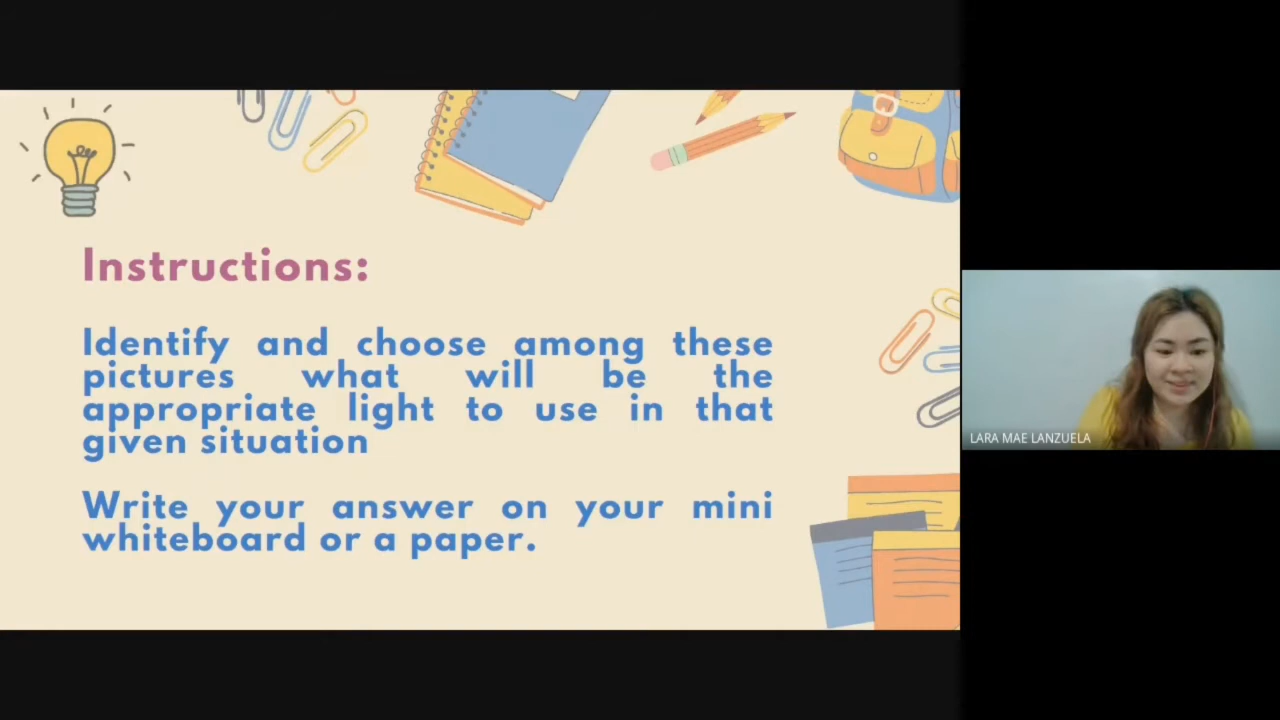 Instructions:
Identify and choose among these
pictures what will be the
appropriate light to use in that
given situation
Write your answer on your mini
whiteboard or a paper.
LARA MAE LANZUELA